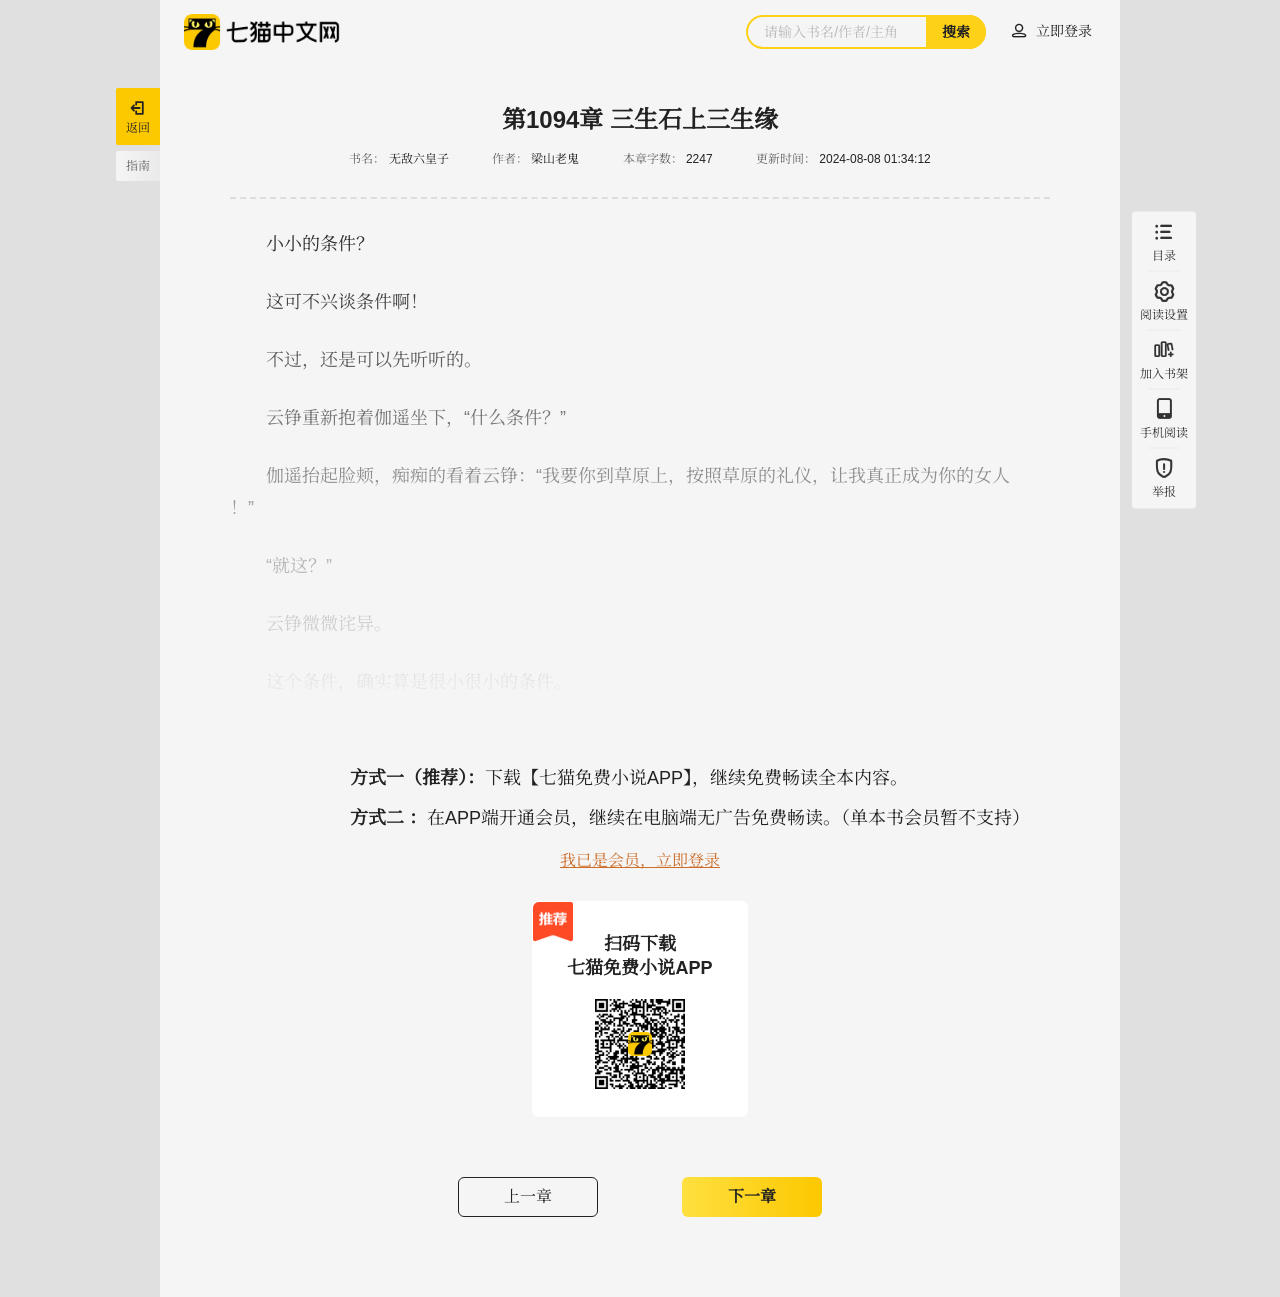 七猫中文网
请输入书名/作者/主角
搜索
立即登录
返回
指南
第1094章 三生石上三生缘
书名： 无敌六皇子 作者： 梁山老鬼 本章字数： 2247 更新时间： 2024-08-08 01:34:12
小小的条件？
这可不兴谈条件啊！
不过，还是可以先听听的。
云铮重新抱着伽遥坐下，“什么条件？”
伽遥抬起脸颊，痴痴的看着云铮：“我要你到草原上，按照草原的礼仪，让我真正成为你的女人
！”
“就这？”
云铮微微诧异。
这个条件，确实算是很小很小的条件。
目录
阅读设置
加入书架
手机阅读
举报
方式一（推荐）：下载【七猫免费小说APP】，继续免费畅读全本内容。
方式二 ：在APP端开通会员，继续在电脑端无广告免费畅读。（单本书会员暂不支持）
我已是会员，立即登录
推荐
扫码下载
七猫免费小说APP
上一章
下一章